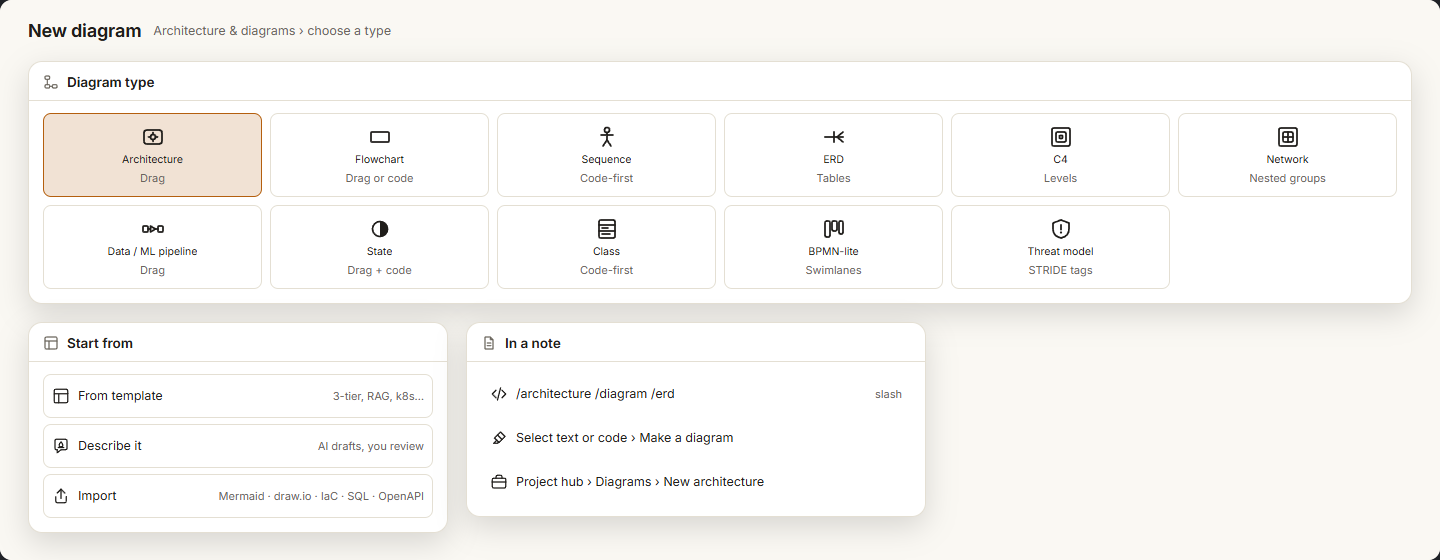 New diagram Architecture & diagrams › choose a type
Diagram type
Architecture
Drag
Flowchart
Drag or code
Sequence
Code-first
ERD
Tables
C4
Levels
Network
Nested groups
Data / ML pipeline
Drag
State
Drag + code
Class
Code-first
BPMN-lite
Swimlanes
Threat model
STRIDE tags
Start from
From template 3-tier, RAG, k8s…
Describe it AI drafts, you review
Import Mermaid · draw.io · IaC · SQL · OpenAPI
In a note
/architecture /diagram /erd slash
Select text or code › Make a diagram
Project hub › Diagrams › New architecture